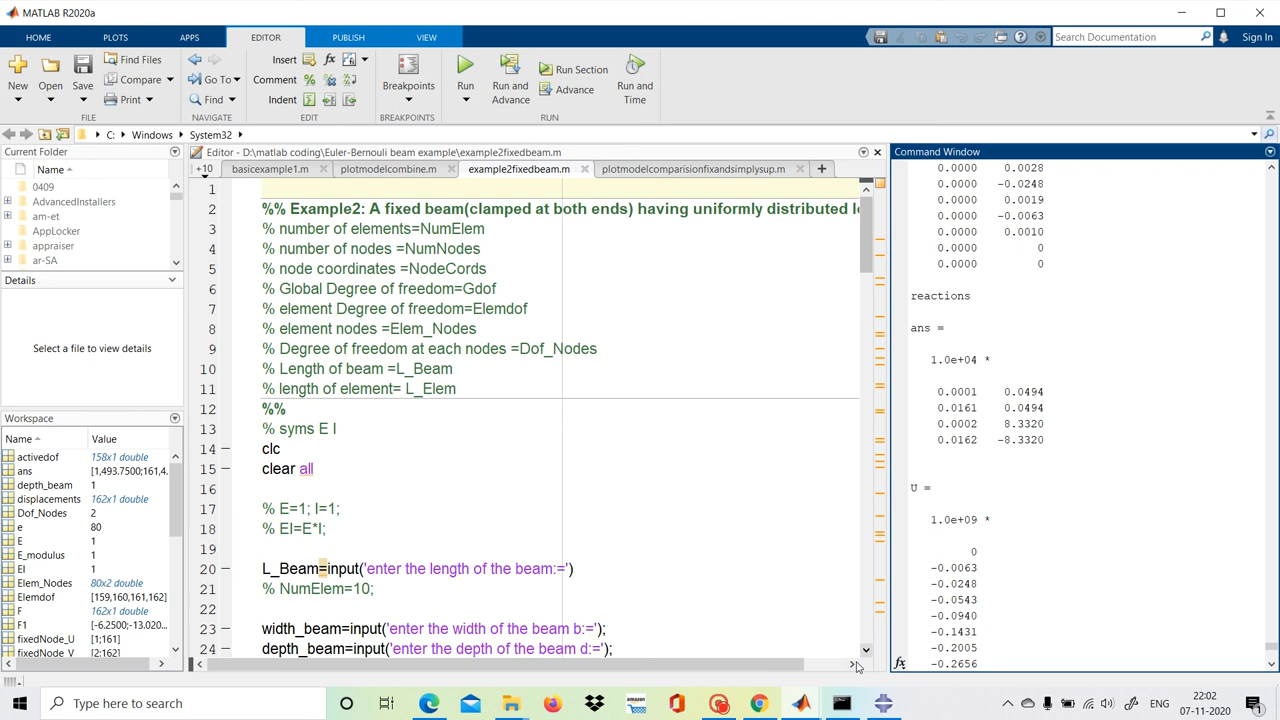 MATLAB R2020a
HOME PLOTS APPS EDITOR PUBLISH VIEW Search Documentation Sign In
New Open Save Find Files Compare Print FILE
Go To Find NAVIGATE
Insert Comment Indent EDIT
Breakpoints BREAKPOINTS
Run Run and Advance Run Section Advance Run and Time RUN
C: Windows System32
Current Folder
Name
0409
AdvancedInstallers
am-et
AppLocker
appraiser
ar-SA
Details
Select a file to view details
Workspace
Name Value
activedof 158x1 double
ans [1,493.7500;161,4...
depth_beam 1
displacements 162x1 double
Dof_Nodes 2
e 80
E 1
E_modulus 1
EI 1
Elem_Nodes 80x2 double
Elemdof [159,160,161,162]
F 162x1 double
F1 [-6.2500;-13.020...
fixedNode_U [1;161]
fixedNode_V [2;162]
Editor - D:\matlab coding\Euler-Bernouli beam example\example2fixedbeam.m
+10 basicexample1.m plotmodelcombine.m example2fixedbeam.m plotmodelcomparisionfixandsimplysup.m
1
2 %% Example2: A fixed beam(clamped at both ends) having uniformly distributed
3 % number of elements=NumElem
4 % number of nodes =NumNodes
5 % node coordinates =NodeCords
6 % Global Degree of freedom=Gdof
7 % element Degree of freedom=Elemdof
8 % element nodes =Elem_Nodes
9 % Degree of freedom at each nodes =Dof_Nodes
10 % Length of beam =L_Beam
11 % length of element= L_Elem
12 %%
13 % syms E I
14 clc
15 clear all
16
17 % E=1; I=1;
18 % EI=E*I;
19
20 L_Beam=input('enter the length of the beam:=')
21 % NumElem=10;
22
23 width_beam=input('enter the width of the beam b:=');
24 depth_beam=input('enter the depth of the beam d:=');
Command Window
0.0000 0.0028
0.0000 -0.0248
0.0000 0.0019
0.0000 -0.0063
0.0000 0.0010
0.0000 0
0.0000 0
reactions
ans =
1.0e+04 *
0.0001 0.0494
0.0161 0.0494
0.0002 8.3320
0.0162 -8.3320
U =
1.0e+09 *
0
-0.0063
-0.0248
-0.0543
-0.0940
-0.1431
-0.2005
-0.2656
fx
Type here to search
ENG
22:02
07-11-2020